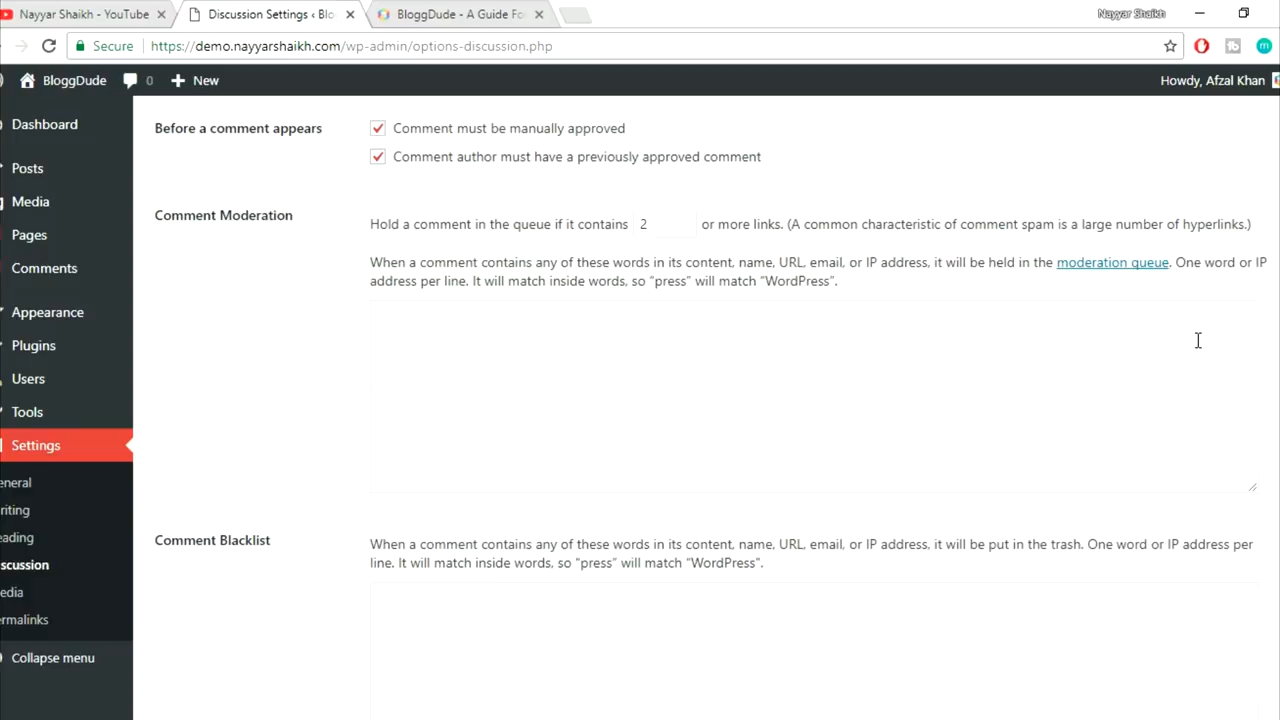 Nayyar Shaikh - YouTube
Discussion Settings ‹ Blo
BloggDude - A Guide Fo
Nayyar Shaikh
Secure
https://demo.nayyarshaikh.com/wp-admin/options-discussion.php
BloggDude
0
New
Howdy, Afzal Khan
Dashboard
Posts
Media
Pages
Comments
Appearance
Plugins
Users
Tools
Settings
eneral
riting
eading
scussion
edia
ermalinks
Collapse menu
Before a comment appears
Comment must be manually approved
Comment author must have a previously approved comment
Comment Moderation
Hold a comment in the queue if it contains 2 or more links. (A common characteristic of comment spam is a large number of hyperlinks.)
When a comment contains any of these words in its content, name, URL, email, or IP address, it will be held in the moderation queue. One word or IP
address per line. It will match inside words, so “press” will match “WordPress”.
Comment Blacklist
When a comment contains any of these words in its content, name, URL, email, or IP address, it will be put in the trash. One word or IP address per
line. It will match inside words, so “press” will match “WordPress”.